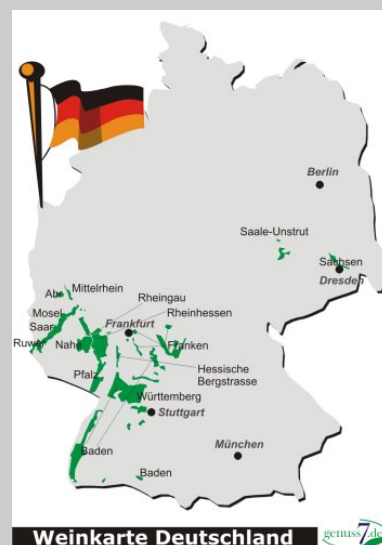 Berlin
Saale-Unstrut
Sachsen
Dresden
Ahr
Mittelrhein
Rheingau
Mosel
Rheinhessen
Saar
Frankfurt
Ruwer
Nahe
Franken
Hessische
Bergstrasse
Pfalz
Württemberg
Stuttgart
Baden
München
Baden
Weinkarte Deutschland
genuss7.de